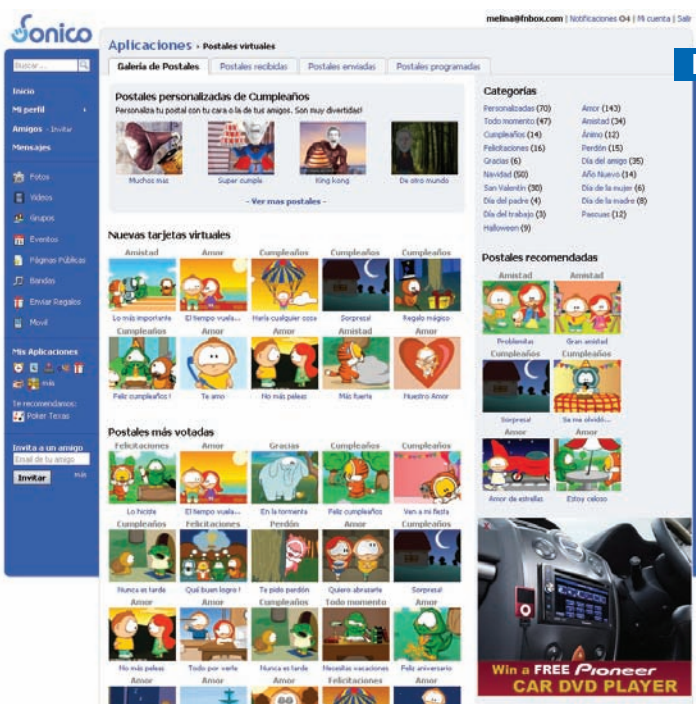 melina@fnbox.com | Notificaciones 04 | Mi cuenta | Salir
Sonico
Buscar...
Inicio
Mi perfil
Amigos - Invitar
Mensajes
Fotos
Videos
Grupos
Eventos
Páginas Públicas
Bandas
Enviar Regalos
Movil
Mis Aplicaciones
más
Te recomendamos:
Poker Texas
Invita a un amigo
Email de tu amigo
Invitar más
Aplicaciones › Postales virtuales
Galeria de Postales Postales recibidas Postales enviadas Postales programadas
Postales personalizadas de Cumpleaños
Personaliza tu postal con tu cara o la de tus amigos. Son muy divertidas!
Muchos mas Super cumple King kong De otro mundo
- Ver mas postales -
Nuevas tarjetas virtuales
Amistad Amor Cumpleaños Cumpleaños Cumpleaños
Lo más importante El tiempo vuela... Haría cualquier cosa Sorpresa! Regalo mágico
Cumpleaños Amor Amor Amistad Amor
Feliz cumpleaños ! Te amo No más peleas Más fuerte Nuestro Amor
Postales más votadas
Felicitaciones Amor Gracias Cumpleaños Cumpleaños
Lo hiciste El tiempo vuela... En la tormenta Feliz cumpleaños Ven a mi fiesta
Cumpleaños Felicitaciones Perdón Amor Cumpleaños
Nunca es tarde Qué buen logro ! Te pido perdón Quiero abrazarte Sorpresa!
Amor Amor Cumpleaños Todo momento Amor
No más peleas Todo por verte Nunca es tarde Necesitas vacaciones Feliz aniversario
Amor Amor Amor Felicitaciones Amor
Categorías
Personalizadas (70) Amor (143)
Todo momento (47) Amistad (34)
Cumpleaños (14) Ánimo (12)
Felicitaciones (16) Perdón (15)
Gracias (6) Día del amigo (35)
Navidad (50) Año Nuevo (14)
San Valentín (30) Día de la mujer (6)
Día del padre (4) Día de la madre (8)
Día del trabajo (3) Pascuas (12)
Halloween (9)
Postales recomendadas
Amistad Amistad
Problemitas Gran amistad
Cumpleaños Cumpleaños
Sorpresa! Se me olvidó...
Amor Amor
Amor de estrellas Estoy celoso
Win a FREE Pioneer
CAR DVD PLAYER